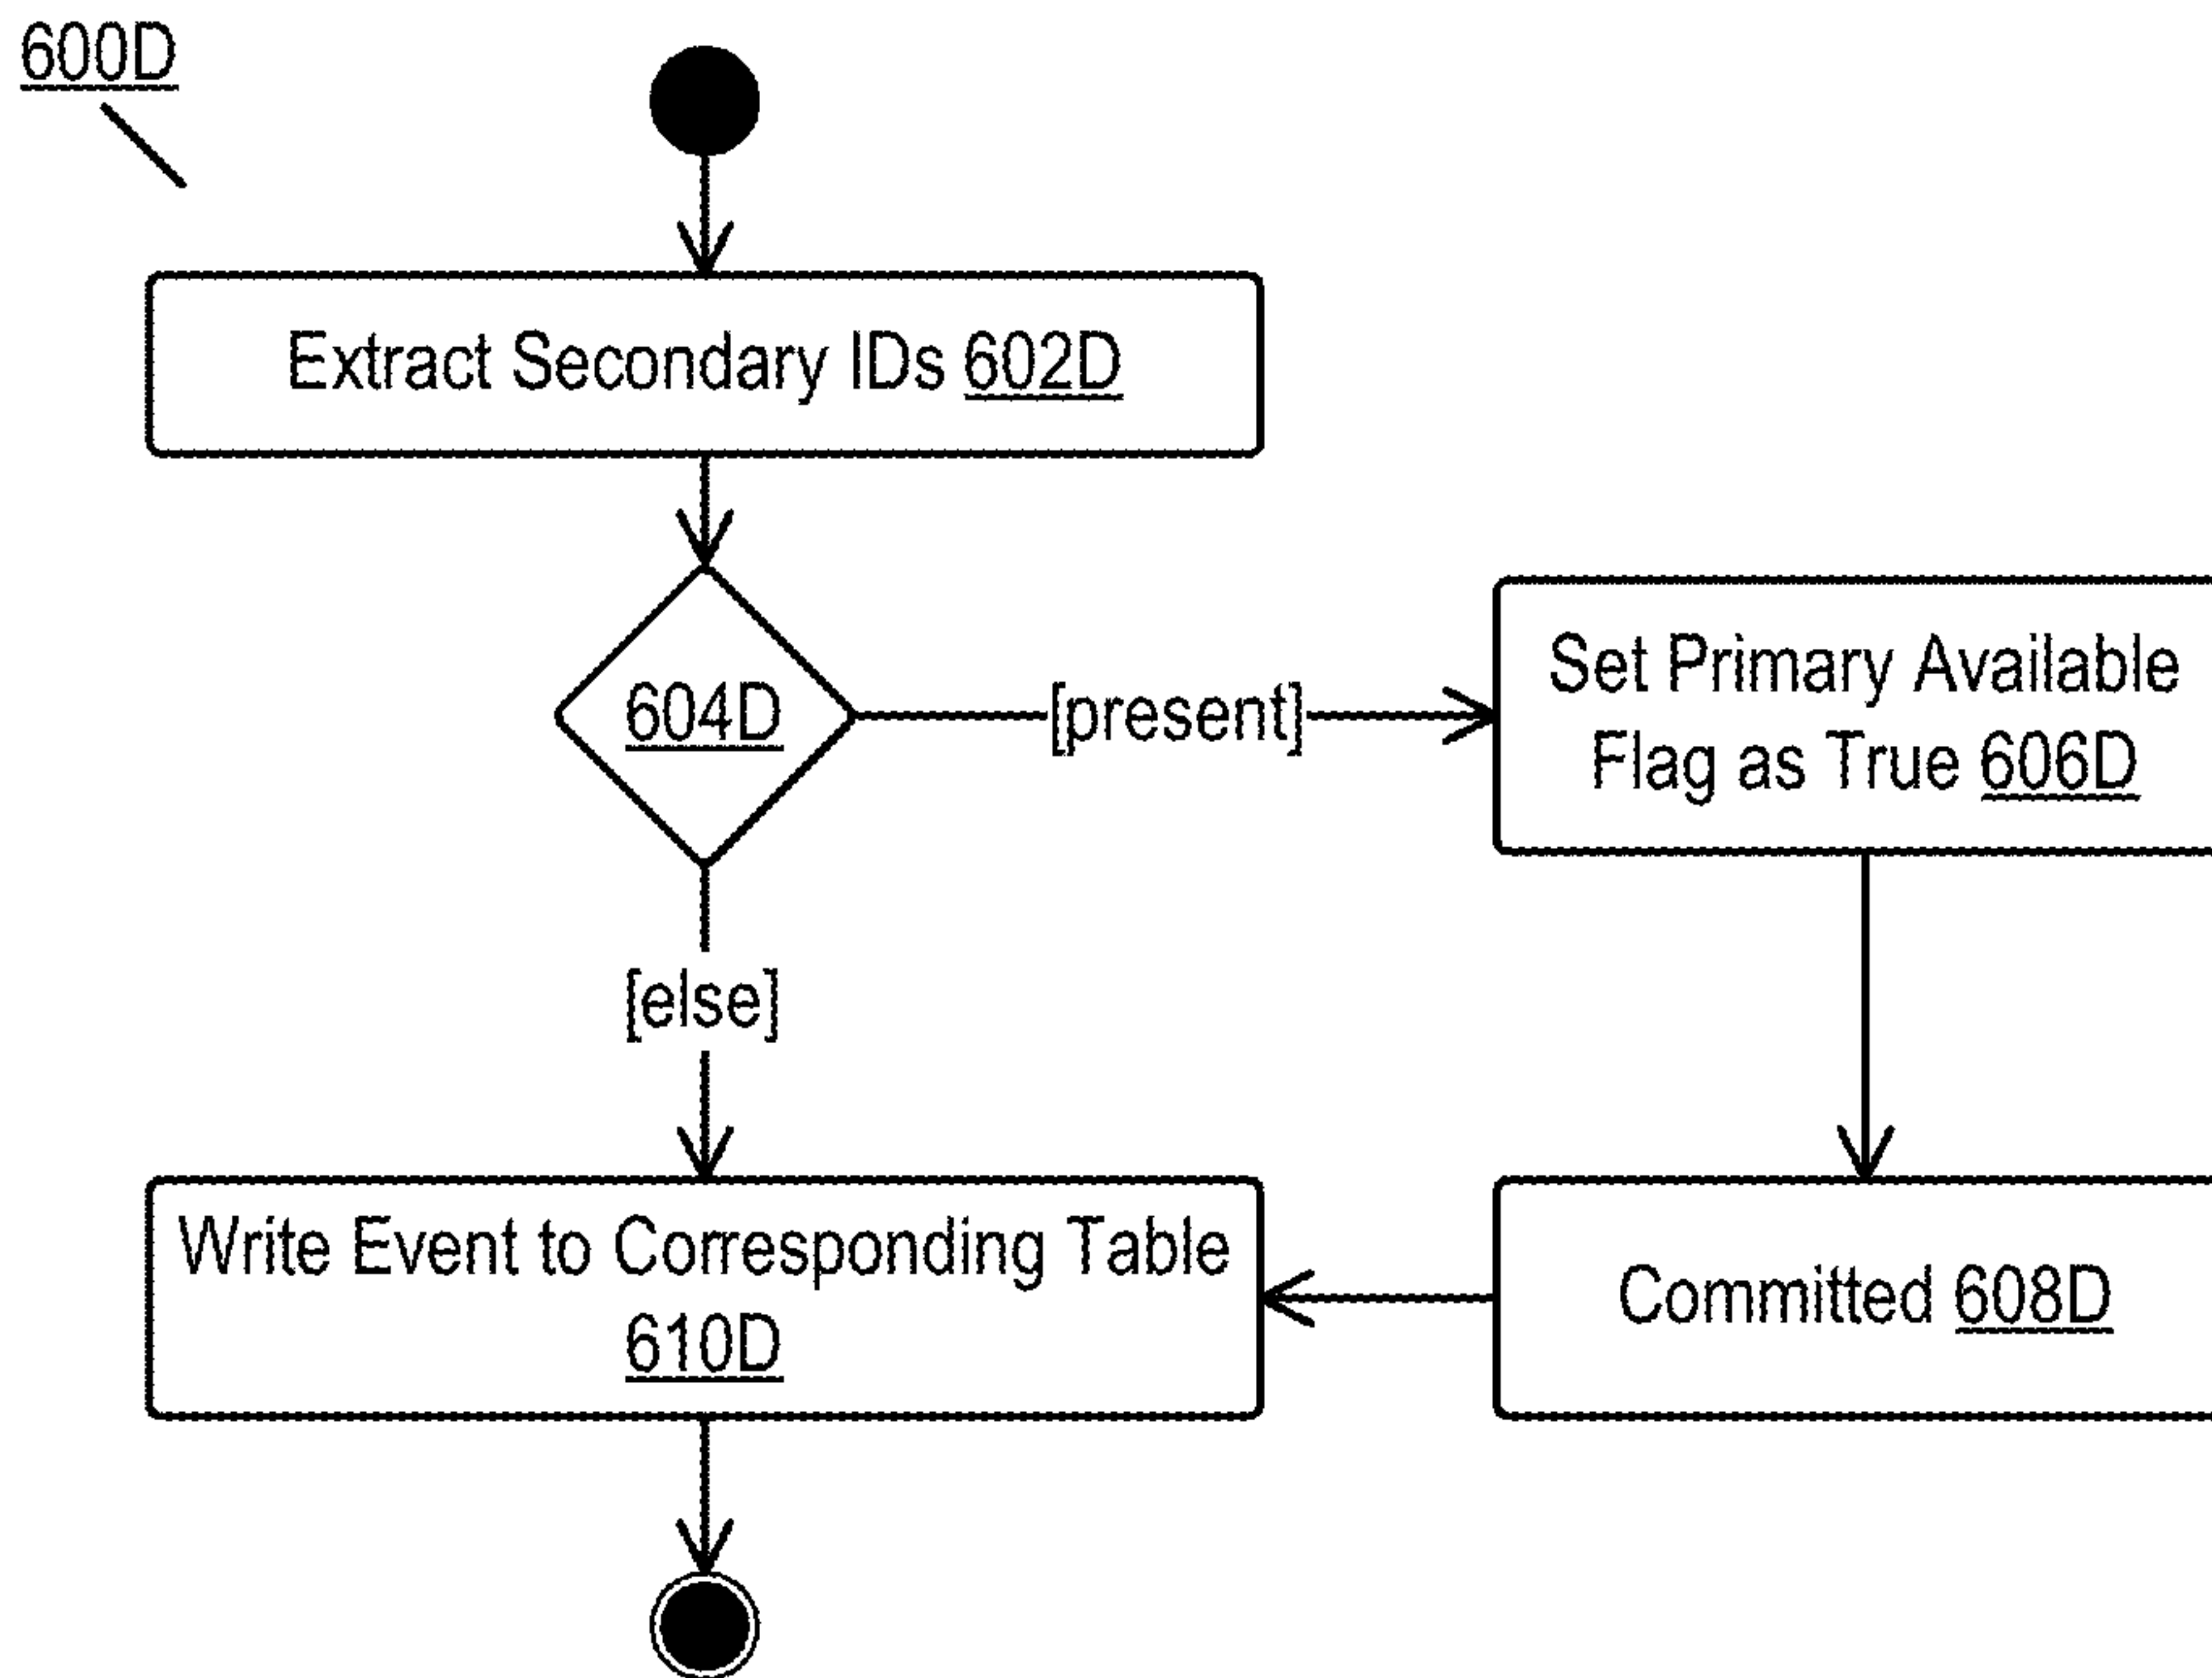 600D
Extract Secondary IDs 602D
604D
[present]
Set Primary Available
Flag as True 606D
[else]
Write Event to Corresponding Table
610D
Committed 608D